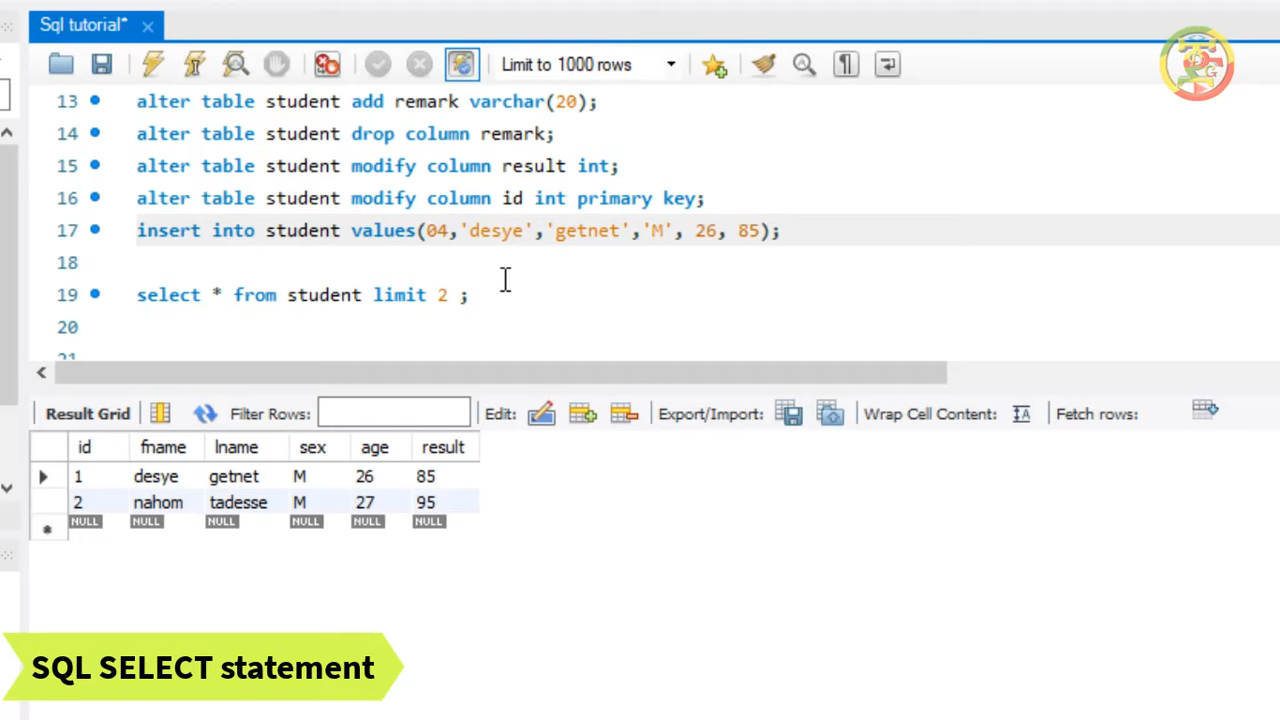 Sql tutorial*
Limit to 1000 rows
13 alter table student add remark varchar(20);
14 alter table student drop column remark;
15 alter table student modify column result int;
16 alter table student modify column id int primary key;
17 insert into student values(04,'desye','getnet','M', 26, 85);
18
19 select * from student limit 2 ;
20
21
Result Grid Filter Rows: Edit: Export/Import: Wrap Cell Content: Fetch rows:
id fname lname sex age result
1 desye getnet M 26 85
2 nahom tadesse M 27 95
NULL NULL NULL NULL NULL NULL
SQL SELECT statement